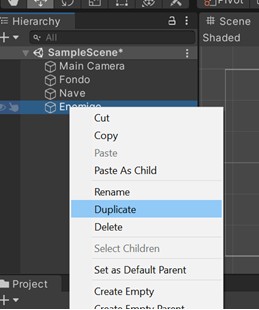 Pivot
Hierarchy
Scene
All
Shaded
SampleScene*
Main Camera
Fondo
Nave
Enemigo
Cut
Copy
Paste
Paste As Child
Rename
Duplicate
Delete
Select Children
Set as Default Parent
Create Empty
Create Empty Parent
Project